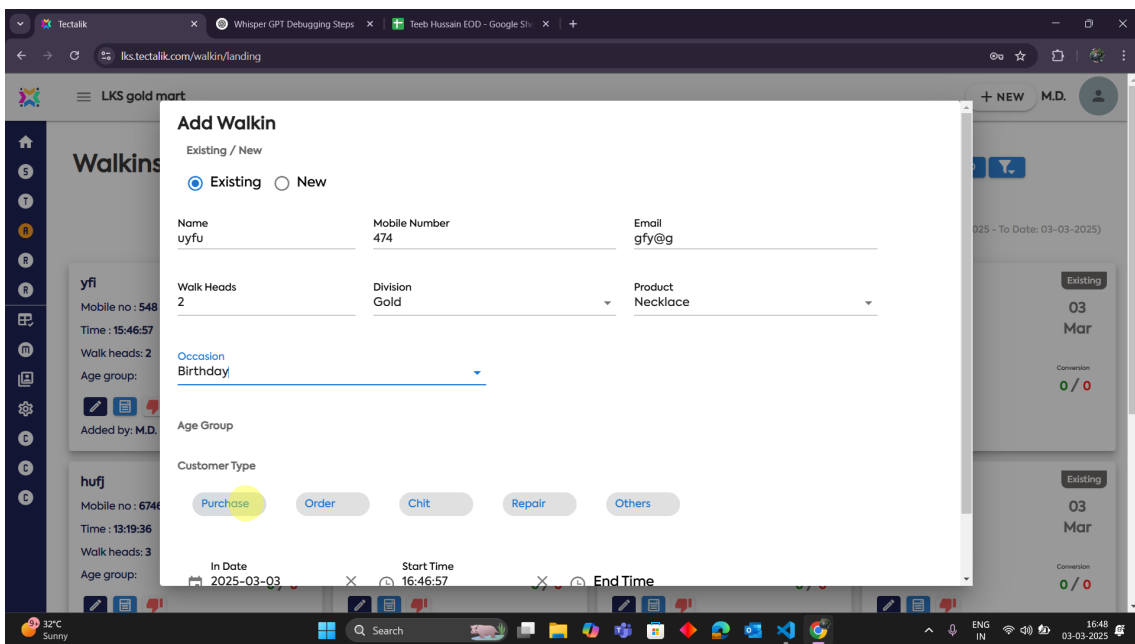 Tectalik
Whisper GPT Debugging Steps
Teeb Hussain EOD - Google She
lks.tectalik.com/walkin/landing
LKS gold mart
+ NEW M.D.
Walkins
Add Walkin
Existing / New
Existing New
Name Mobile Number Email
uyfu 474 gfy@g
Walk Heads Division Product
2 Gold Necklace
Occasion
Birthday
Age Group
Customer Type
Purchase Order Chit Repair Others
In Date Start Time
2025-03-03 16:46:57 End Time
S
T
R
R
R
m
C
C
C
2025 - To Date: 03-03-2025)
yfi
Mobile no : 548
Time : 15:46:57
Walk heads: 2
Age group:
Added by: M.D.
Existing
03
Mar
Conversion
0 / 0
hufj
Mobile no : 6746
Time : 13:19:36
Walk heads: 3
Age group:
Existing
03
Mar
Conversion
0 / 0
9+
32°C
Sunny
Search
ENG
IN
16:48
03-03-2025